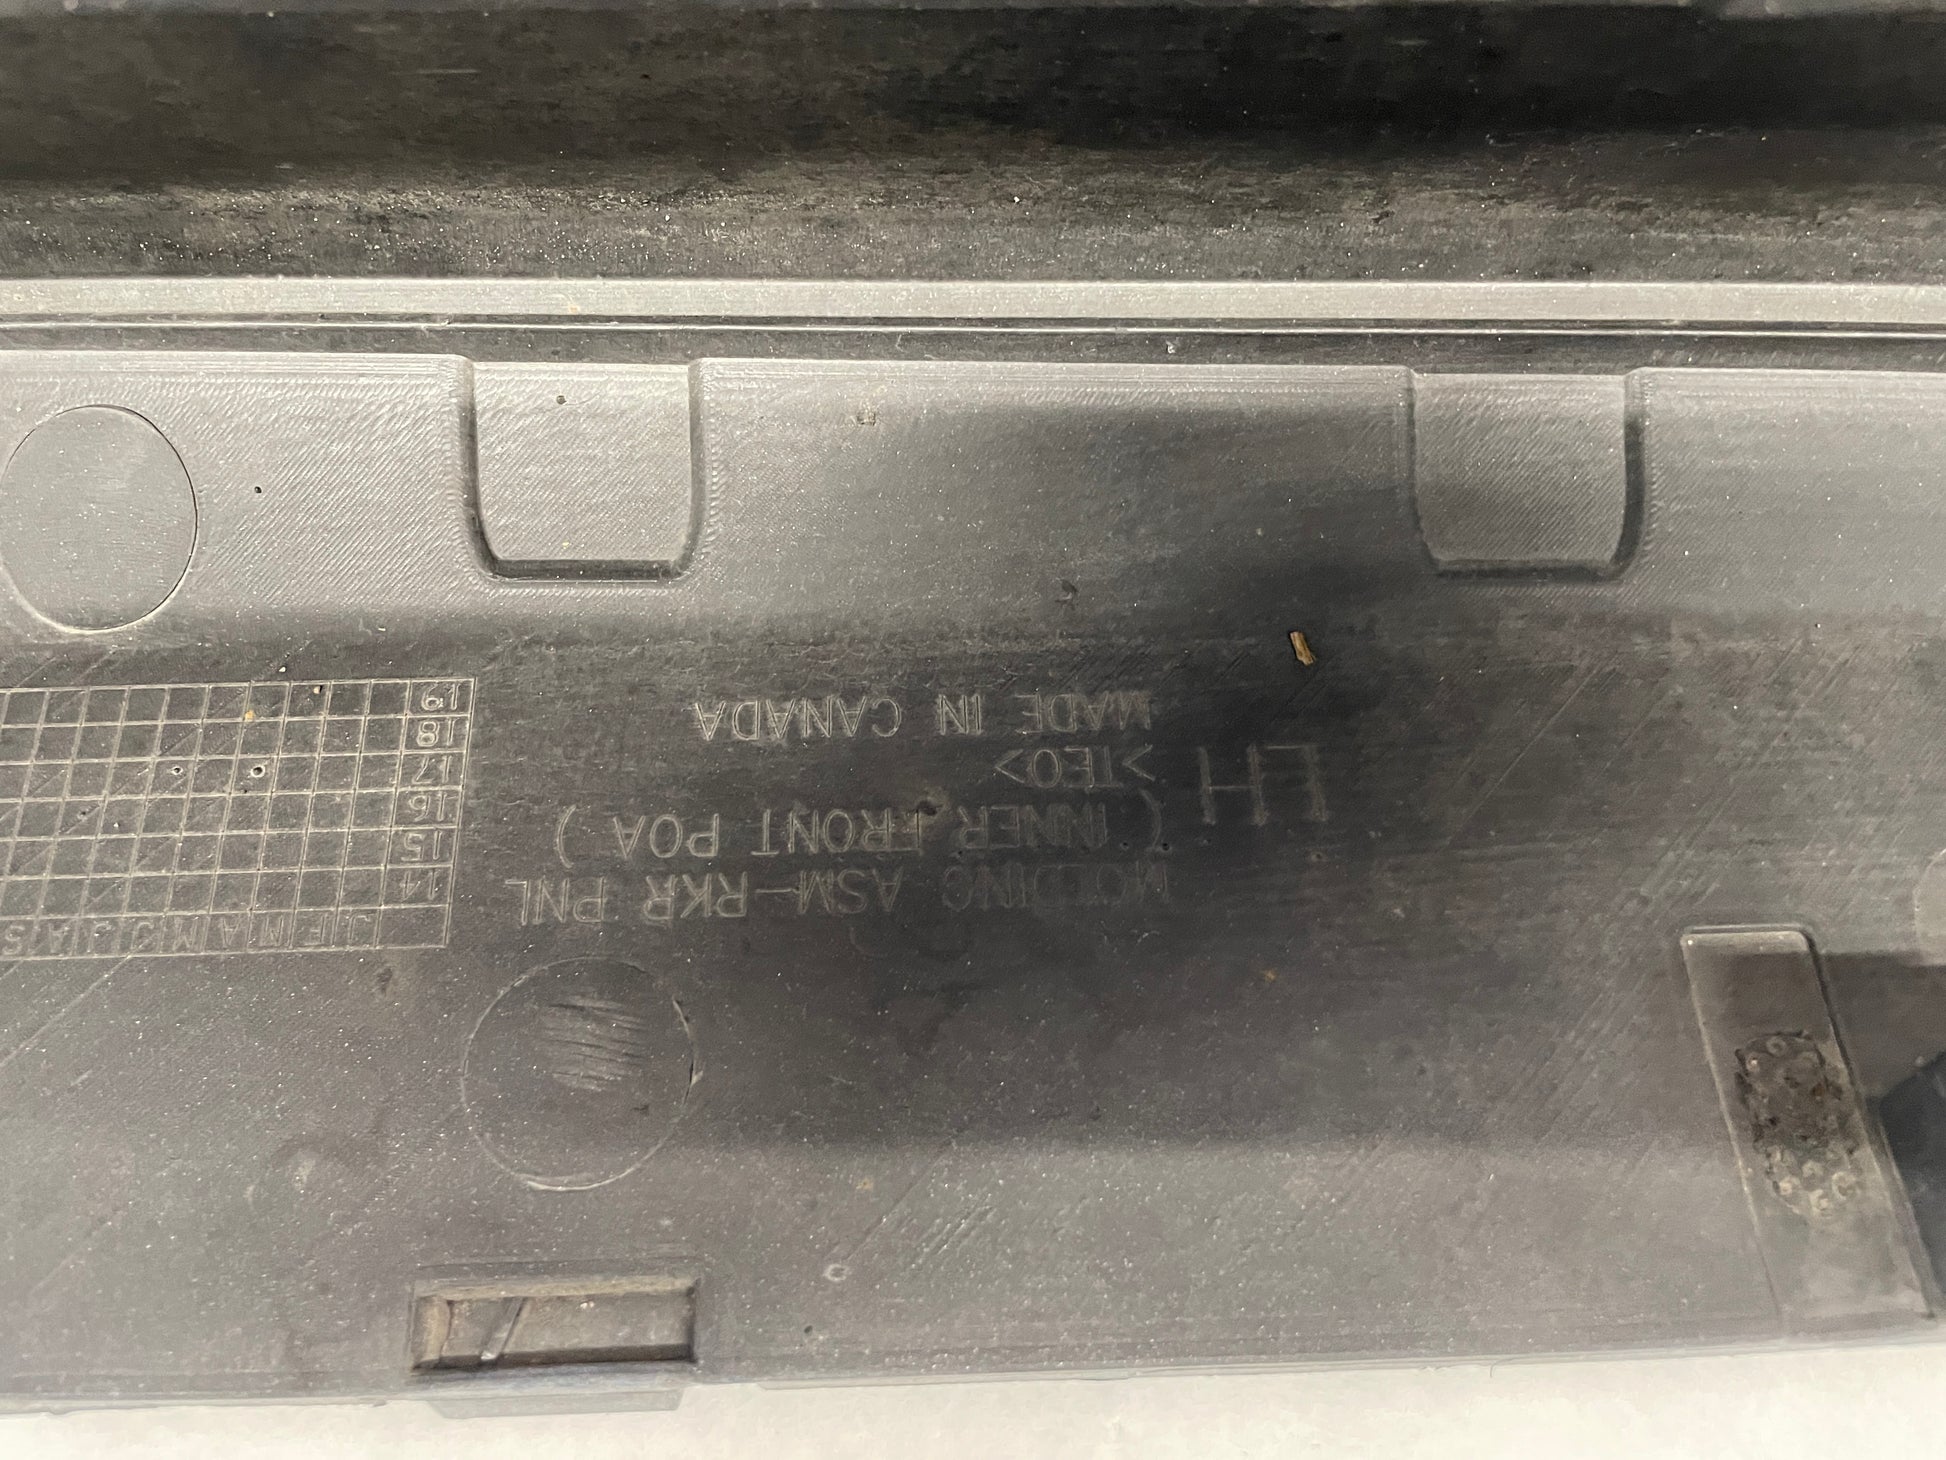 MOLDING ASM-RKR PNL
( INNER FRONT POA )
LH
>TEO<
MADE IN CANADA
J F M A M J J A S
14
15
16
17
18
19